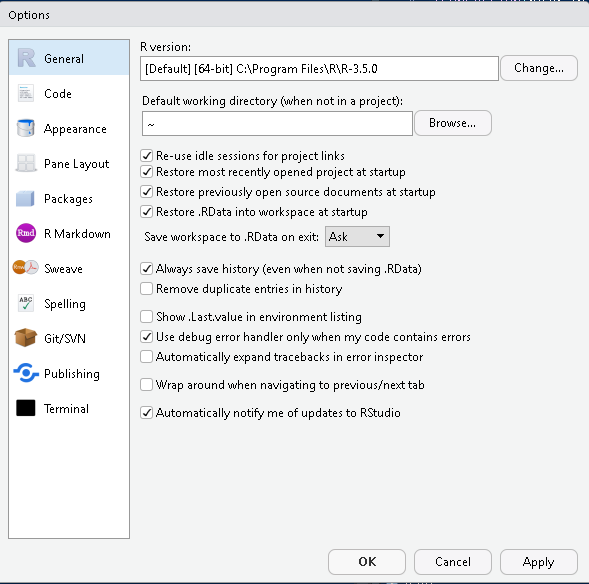 Options
General
Code
Appearance
Pane Layout
Packages
Rmd R Markdown
Sweave
ABC Spelling
Git/SVN
Publishing
Terminal
R version:
[Default] [64-bit] C:\Program Files\R\R-3.5.0 Change...
Default working directory (when not in a project):
~ Browse...
Re-use idle sessions for project links
Restore most recently opened project at startup
Restore previously open source documents at startup
Restore .RData into workspace at startup
Save workspace to .RData on exit: Ask
Always save history (even when not saving .RData)
Remove duplicate entries in history
Show .Last.value in environment listing
Use debug error handler only when my code contains errors
Automatically expand tracebacks in error inspector
Wrap around when navigating to previous/next tab
Automatically notify me of updates to RStudio
OK Cancel Apply